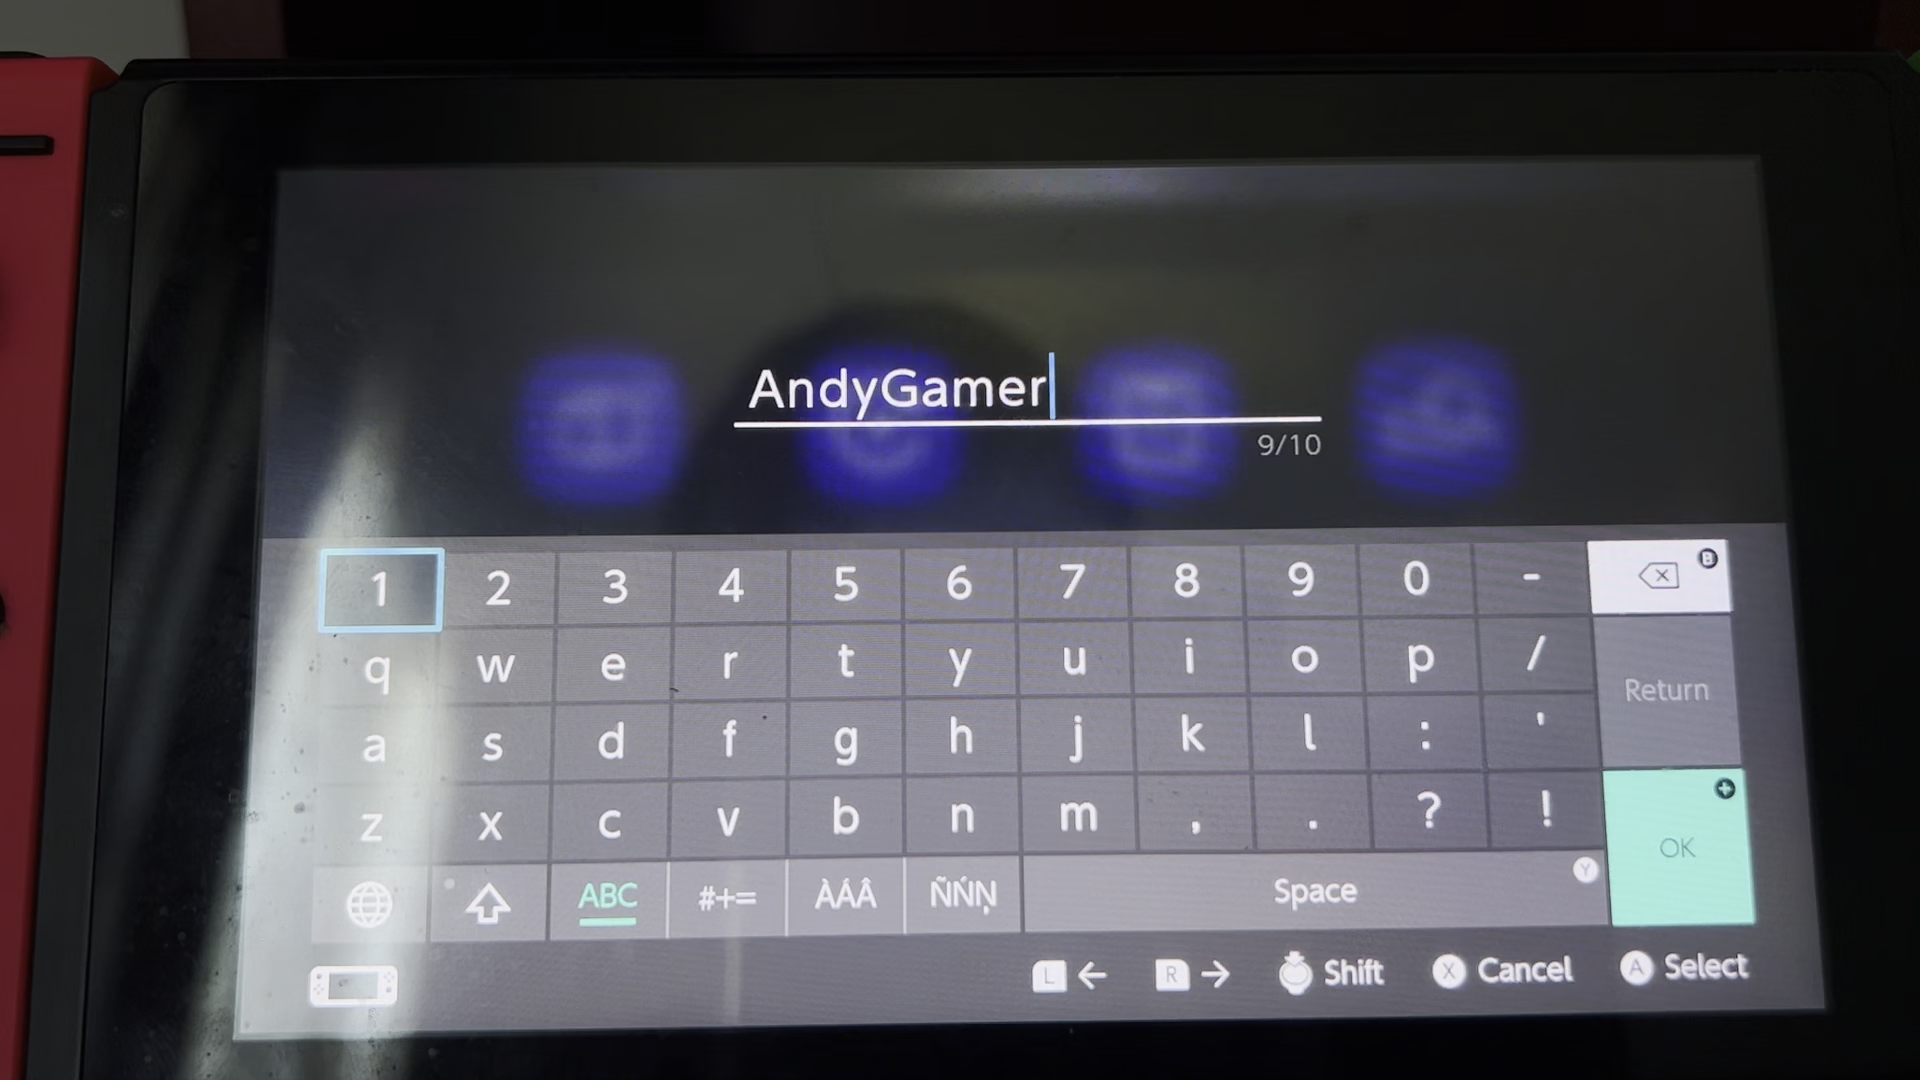 AndyGamer
9/10
1 2 3 4 5 6 7 8 9 0 - B
q w e r t y u i o p /
Return
a s d f g h j k l : '
z x c v b n m , . ? !
OK
ABC #+= ÀÁÂ ÑŃŅ Space Y
L ← R → Shift X Cancel A Select